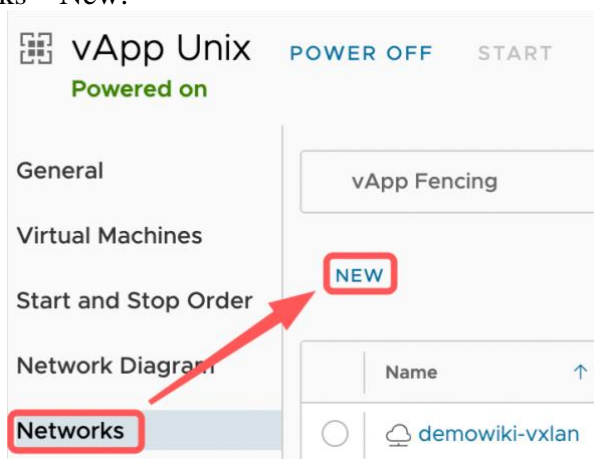 vApp Unix POWER OFF START
Powered on
General
vApp Fencing
Virtual Machines
NEW
Start and Stop Order
Network Diagram
Name ↑
Networks
demowiki-vxlan